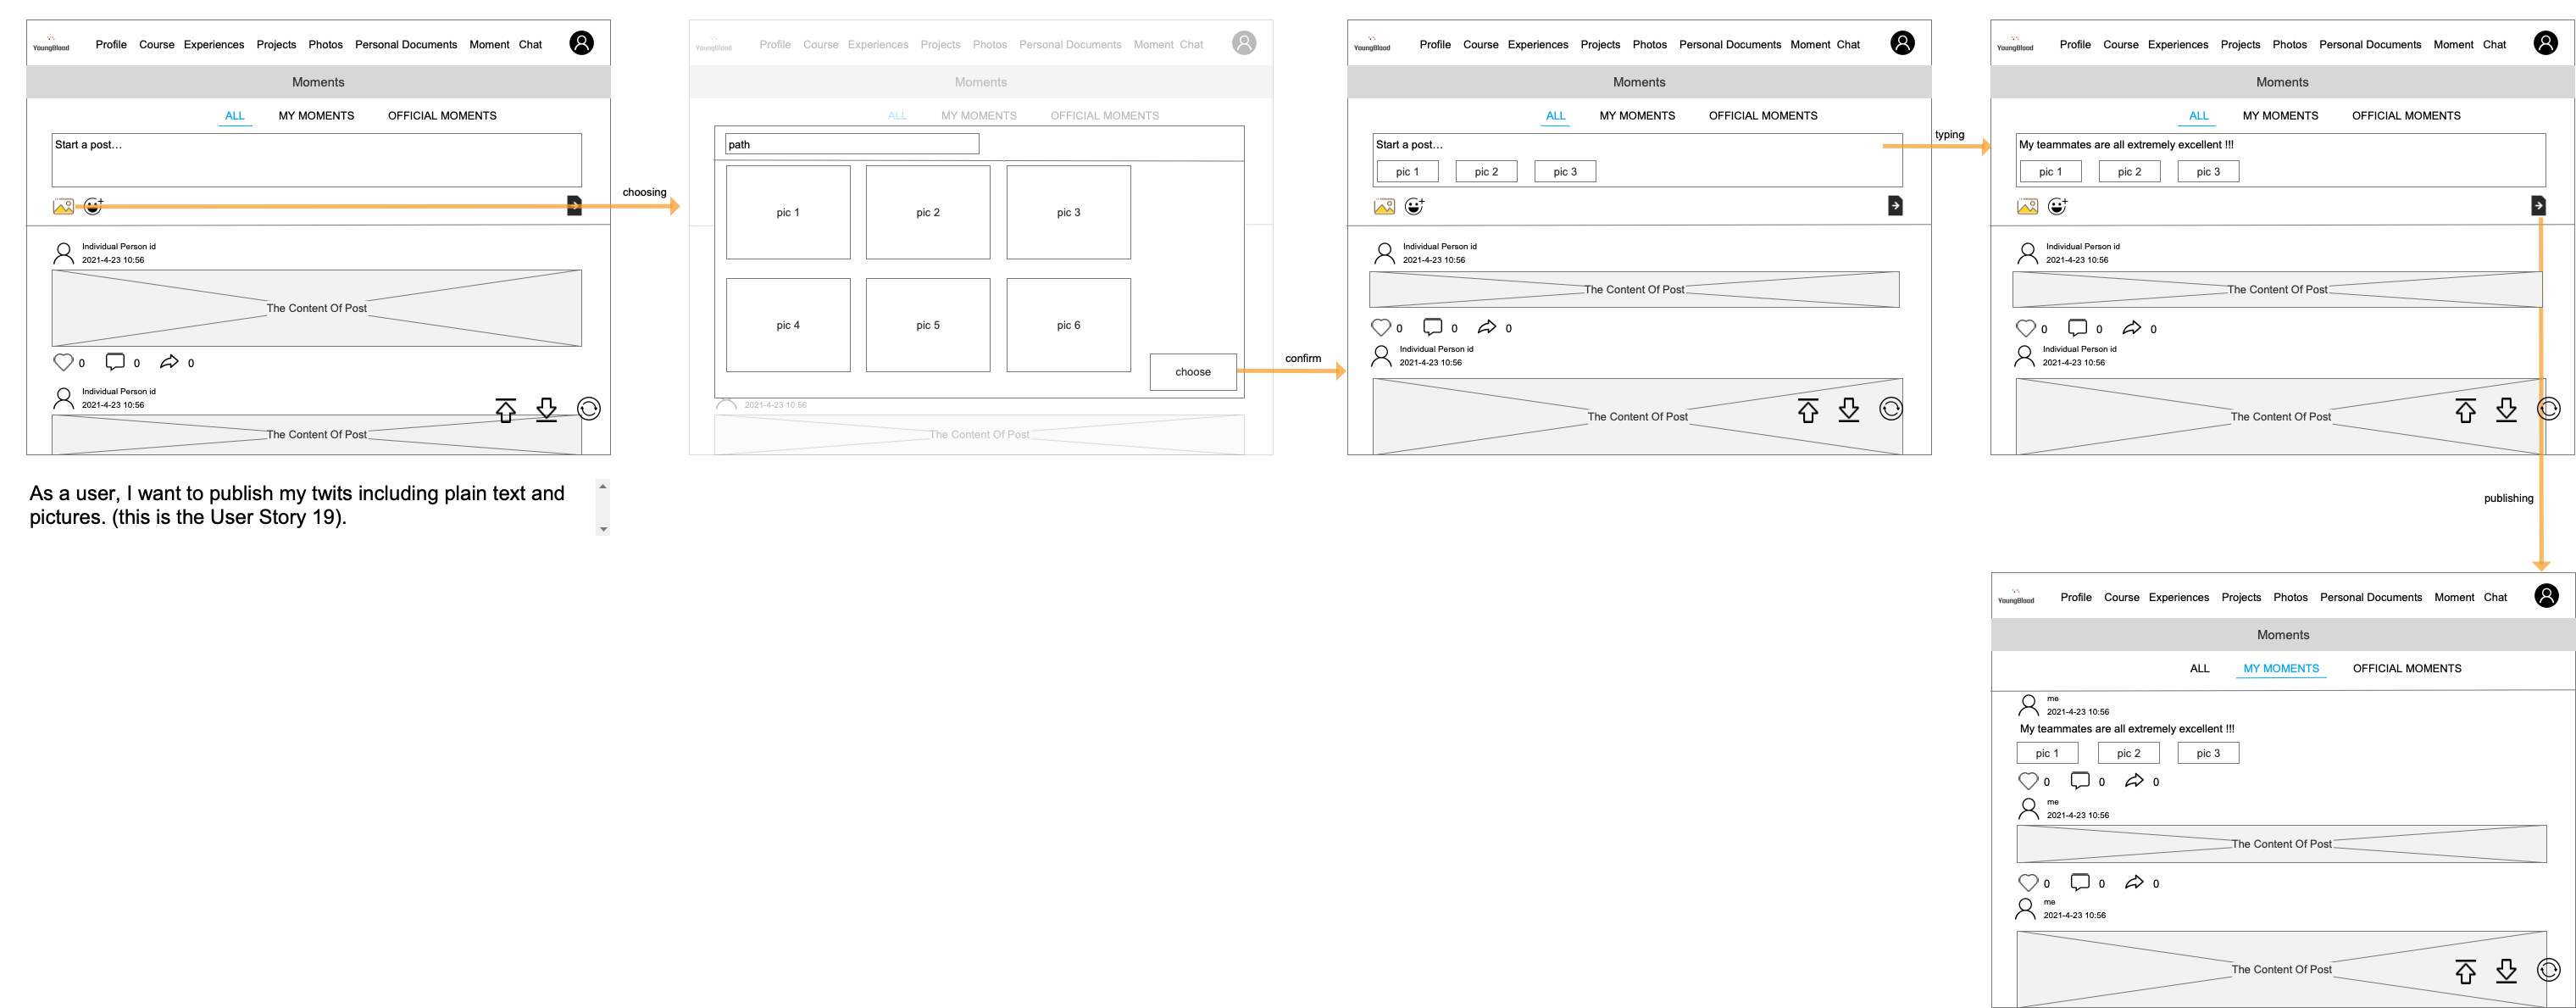 YoungBlood Profile Course Experiences Projects Photos Personal Documents Moment Chat
Moments
ALL MY MOMENTS OFFICIAL MOMENTS
Start a post...
Individual Person id
2021-4-23 10:56
The Content Of Post
0 0 0
Individual Person id
2021-4-23 10:56
The Content Of Post
As a user, I want to publish my twits including plain text and
pictures. (this is the User Story 19).
choosing
YoungBlood Profile Course Experiences Projects Photos Personal Documents Moment Chat
Moments
ALL MY MOMENTS OFFICIAL MOMENTS
path
pic 1 pic 2 pic 3
pic 4 pic 5 pic 6
choose
2021-4-23 10:56
The Content Of Post
confirm
YoungBlood Profile Course Experiences Projects Photos Personal Documents Moment Chat
Moments
ALL MY MOMENTS OFFICIAL MOMENTS
Start a post...
pic 1 pic 2 pic 3
Individual Person id
2021-4-23 10:56
The Content Of Post
0 0 0
Individual Person id
2021-4-23 10:56
The Content Of Post
typing
YoungBlood Profile Course Experiences Projects Photos Personal Documents Moment Chat
Moments
ALL MY MOMENTS OFFICIAL MOMENTS
My teammates are all extremely excellent !!!
pic 1 pic 2 pic 3
Individual Person id
2021-4-23 10:56
The Content Of Post
0 0 0
Individual Person id
2021-4-23 10:56
The Content Of Post
publishing
YoungBlood Profile Course Experiences Projects Photos Personal Documents Moment Chat
Moments
ALL MY MOMENTS OFFICIAL MOMENTS
me
2021-4-23 10:56
My teammates are all extremely excellent !!!
pic 1 pic 2 pic 3
0 0 0
me
2021-4-23 10:56
The Content Of Post
0 0 0
me
2021-4-23 10:56
The Content Of Post